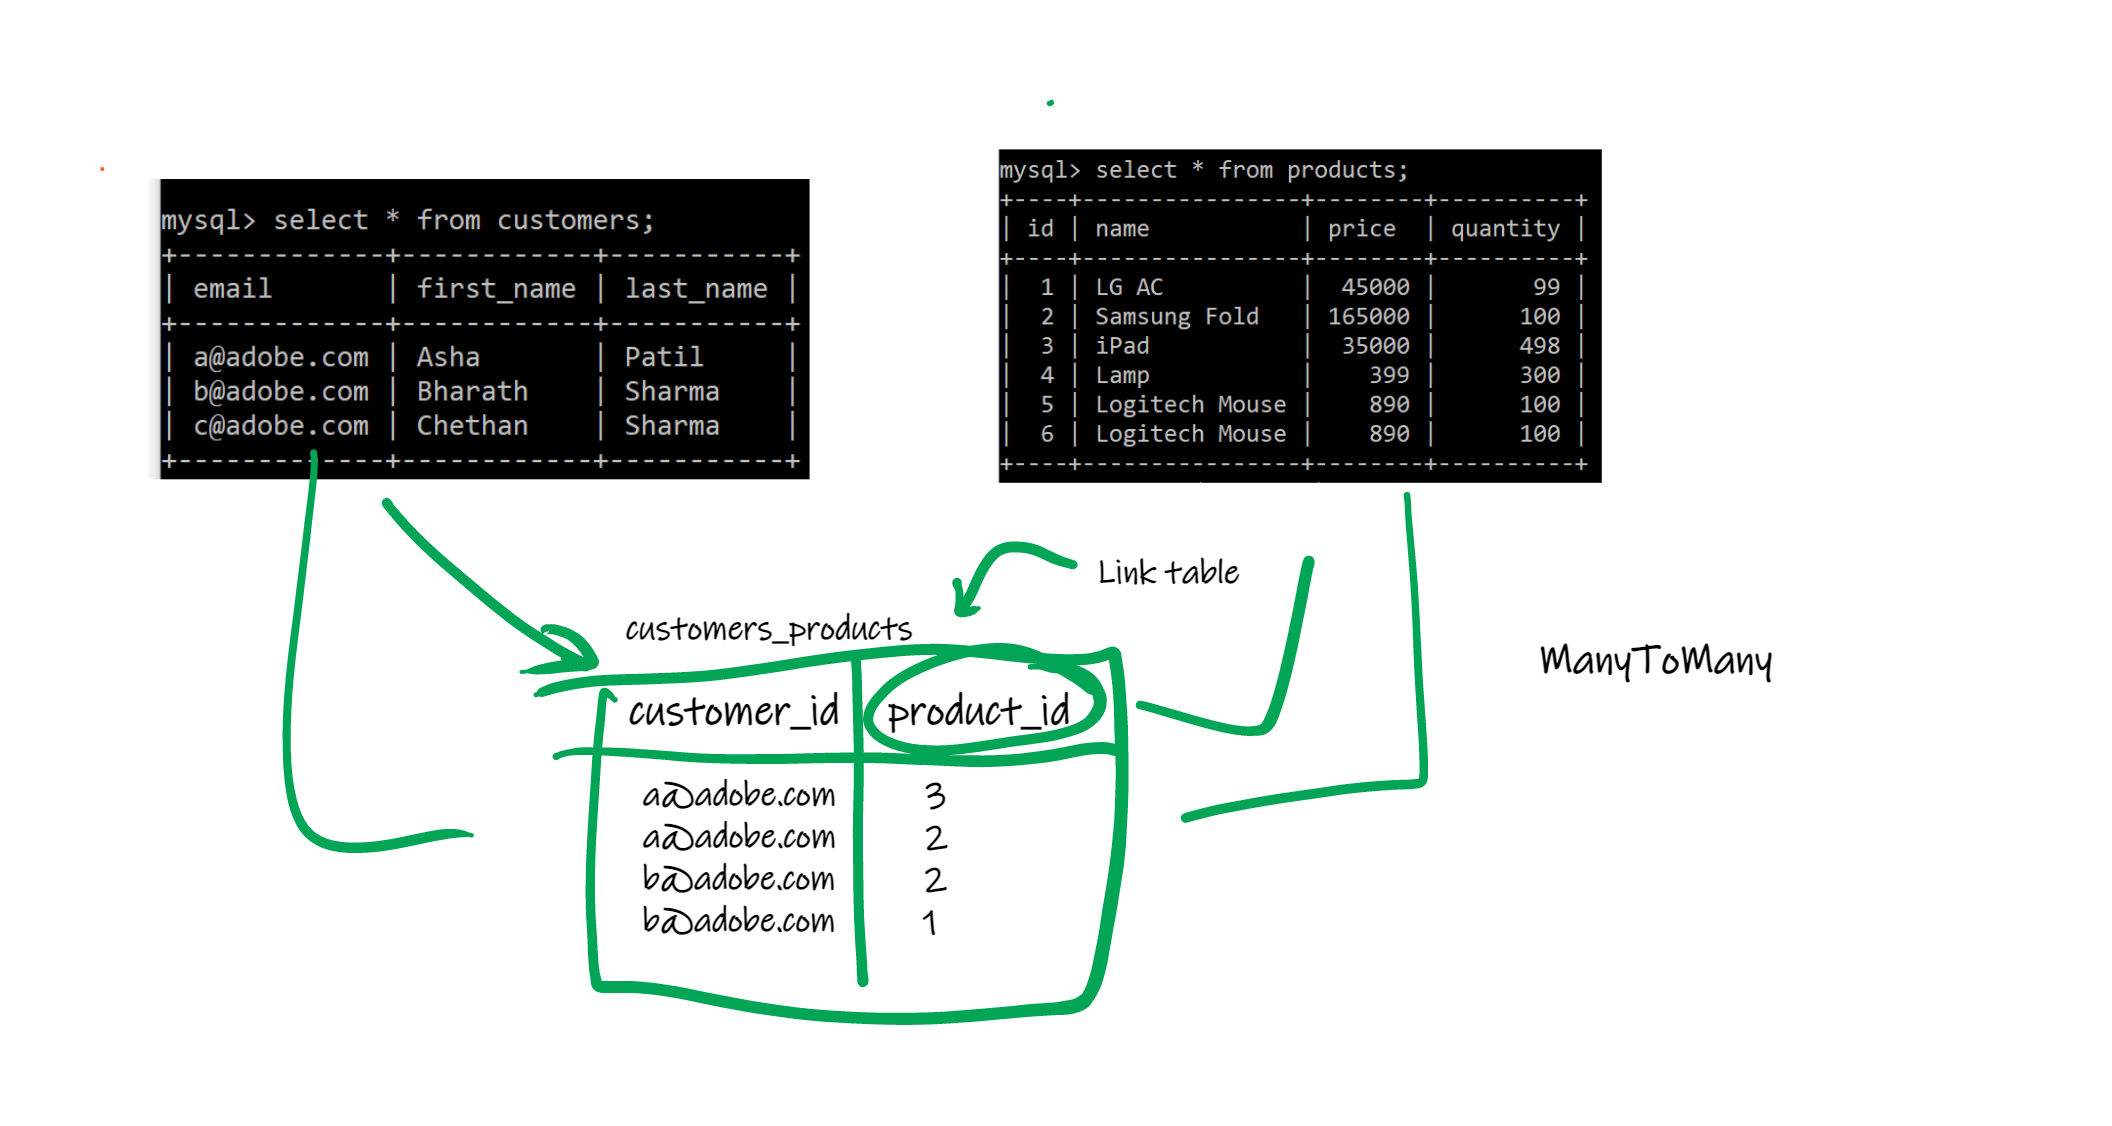 mysql> select * from customers;
+-------------+------------+-----------+
| email       | first_name | last_name |
+-------------+------------+-----------+
| a@adobe.com | Asha       | Patil     |
| b@adobe.com | Bharath    | Sharma    |
| c@adobe.com | Chethan    | Sharma    |
+-------------+------------+-----------+
mysql> select * from products;
+----+----------------+--------+----------+
| id | name           | price  | quantity |
+----+----------------+--------+----------+
|  1 | LG AC          |  45000 |       99 |
|  2 | Samsung Fold   | 165000 |      100 |
|  3 | iPad           |  35000 |      498 |
|  4 | Lamp           |    399 |      300 |
|  5 | Logitech Mouse |    890 |      100 |
|  6 | Logitech Mouse |    890 |      100 |
+----+----------------+--------+----------+
Link table
customers_products
ManyToMany
customer_id product_id
a@adobe.com 3
a@adobe.com 2
b@adobe.com 2
b@adobe.com 1